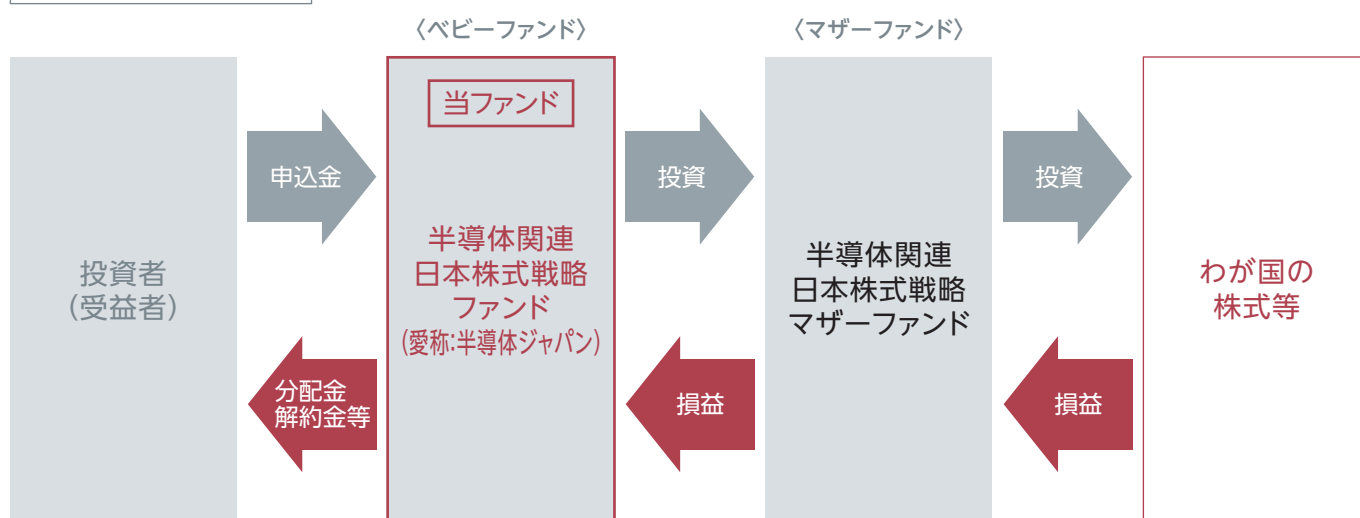 〈ベビーファンド〉
〈マザーファンド〉
投資者
(受益者)
申込金
分配金
解約金等
当ファンド
半導体関連
日本株式戦略
ファンド
(愛称:半導体ジャパン)
投資
損益
半導体関連
日本株式戦略
マザーファンド
投資
損益
わが国の
株式等